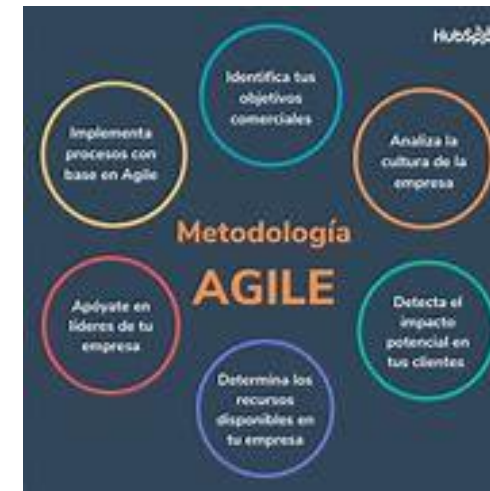 HubSpot
Identifica tus
objetivos
comerciales
Analiza la
cultura de la
empresa
Detecta el
impacto
potencial en
tus clientes
Determina los
recursos
disponibles en
tu empresa
Apóyate en
líderes de tu
empresa
Implementa
procesos con
base en Agile
Metodología
AGILE